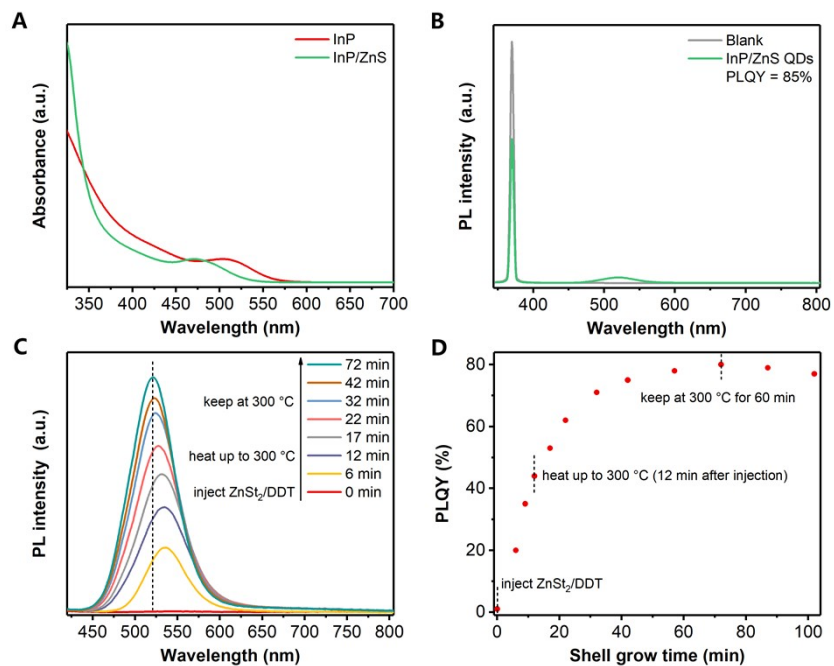 A
InP
InP/ZnS
Absorbance (a.u.)
350 400 450 500 550 600 650 700
Wavelength (nm)
B
Blank
InP/ZnS QDs
PLQY = 85%
PL intensity (a.u.)
400 500 600 700 800
Wavelength (nm)
C
72 min
42 min
keep at 300 °C
32 min
22 min
17 min
heat up to 300 °C
12 min
6 min
inject ZnSt₂/DDT
0 min
PL intensity (a.u.)
450 500 550 600 650 700 750 800
Wavelength (nm)
D
80
60
40
20
0
PLQY (%)
keep at 300 °C for 60 min
heat up to 300 °C (12 min after injection)
inject ZnSt₂/DDT
0 20 40 60 80 100
Shell grow time (min)